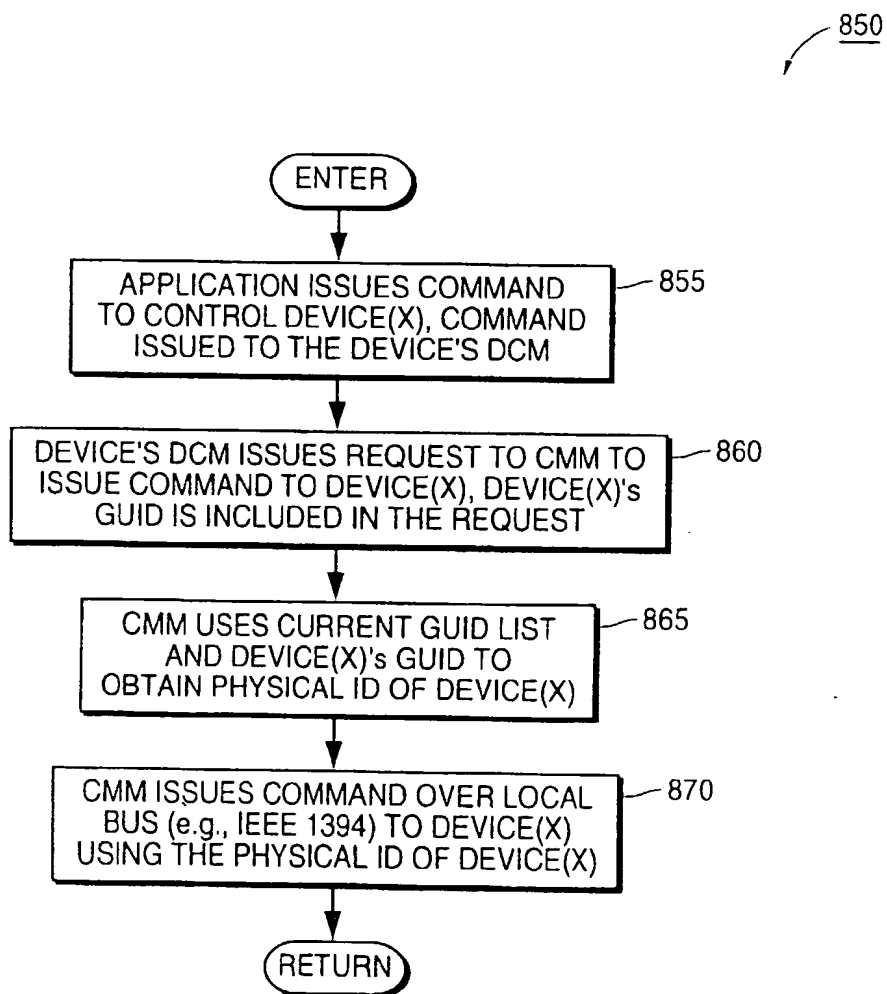 850
ENTER
APPLICATION ISSUES COMMAND
TO CONTROL DEVICE(X), COMMAND
ISSUED TO THE DEVICE'S DCM
855
DEVICE'S DCM ISSUES REQUEST TO CMM TO
ISSUE COMMAND TO DEVICE(X), DEVICE(X)'s
GUID IS INCLUDED IN THE REQUEST
860
CMM USES CURRENT GUID LIST
AND DEVICE(X)'s GUID TO
OBTAIN PHYSICAL ID OF DEVICE(X)
865
CMM ISSUES COMMAND OVER LOCAL
BUS (e.g., IEEE 1394) TO DEVICE(X)
USING THE PHYSICAL ID OF DEVICE(X)
870
RETURN